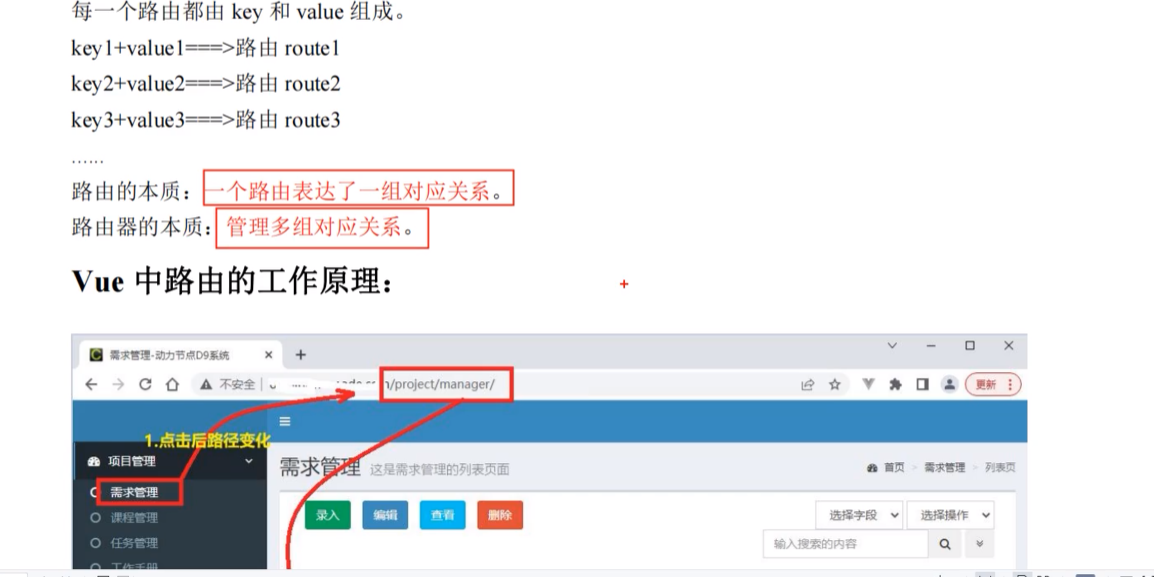 每一个路由都由 key 和 value 组成。
key1+value1===>路由 route1
key2+value2===>路由 route2
key3+value3===>路由 route3
……
路由的本质：一个路由表达了一组对应关系。
路由器的本质：管理多组对应关系。
Vue 中路由的工作原理：
需求管理-动力节点D9系统
不安全 /project/manager/ 更新
1.点击后路径变化
项目管理
需求管理 这是需求管理的列表页面 首页 > 需求管理 > 列表页
需求管理
录入 编辑 查看 删除 选择字段 选择操作
课程管理
任务管理 输入搜索的内容
工作手册